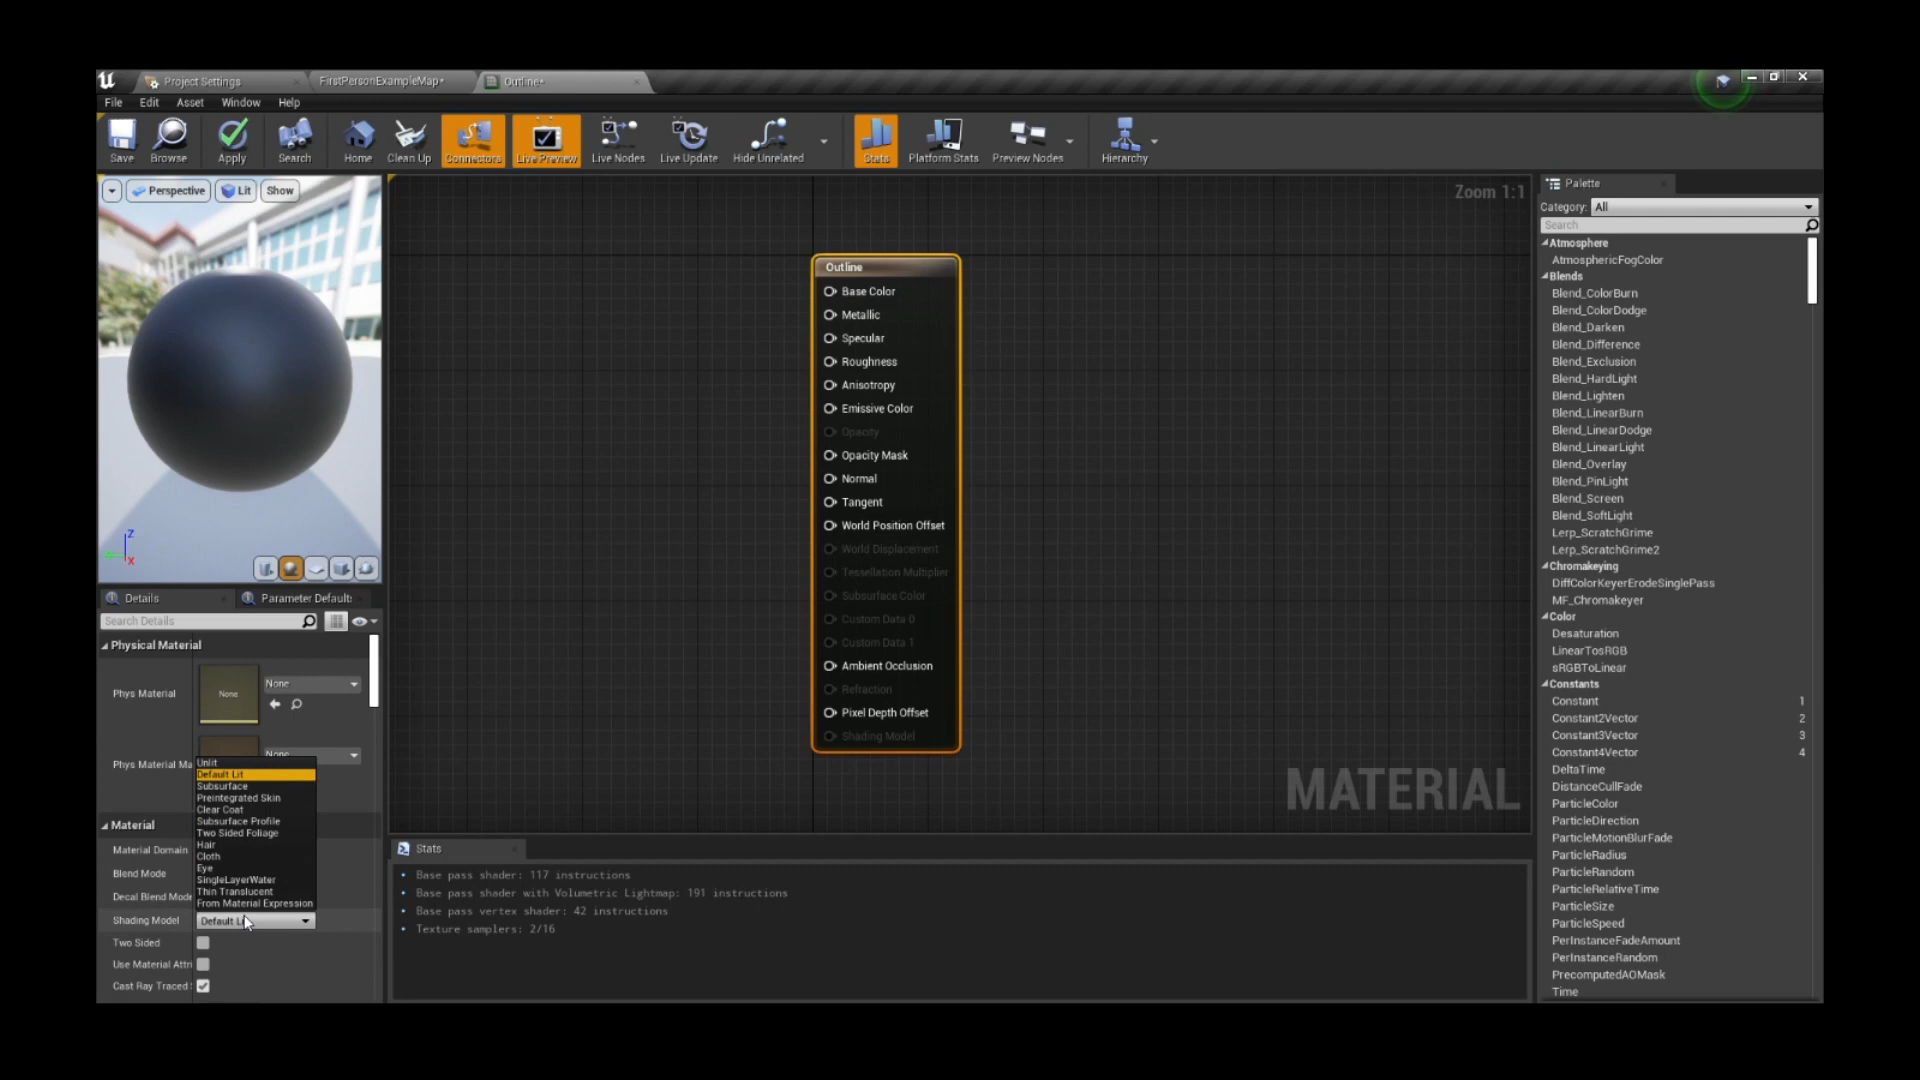 Project Settings
FirstPersonExampleMap*
Outline*
File Edit Asset Window Help
Save Browse Apply Search Home Clean Up Connectors Live Preview Live Nodes Live Update Hide Unrelated Stats Platform Stats Preview Nodes Hierarchy
Perspective Lit Show
Zoom 1:1
Outline
Base Color
Metallic
Specular
Roughness
Anisotropy
Emissive Color
Opacity
Opacity Mask
Normal
Tangent
World Position Offset
World Displacement
Tessellation Multiplier
Subsurface Color
Custom Data 0
Custom Data 1
Ambient Occlusion
Refraction
Pixel Depth Offset
Shading Model
MATERIAL
Z
X
Details
Parameter Default
Search Details
Physical Material
Phys Material
None
None
Phys Material Ma
None
Unlit
Default Lit
Subsurface
Preintegrated Skin
Clear Coat
Subsurface Profile
Two Sided Foliage
Hair
Cloth
Eye
SingleLayerWater
Thin Translucent
From Material Expression
Material
Material Domain
Blend Mode
Decal Blend Mode
Shading Model
Default Li
Two Sided
Use Material Attri
Cast Ray Traced
Stats
Base pass shader: 117 instructions
Base pass shader with Volumetric Lightmap: 191 instructions
Base pass vertex shader: 42 instructions
Texture samplers: 2/16
Palette
Category: All
Search
Atmosphere
AtmosphericFogColor
Blends
Blend_ColorBurn
Blend_ColorDodge
Blend_Darken
Blend_Difference
Blend_Exclusion
Blend_HardLight
Blend_Lighten
Blend_LinearBurn
Blend_LinearDodge
Blend_LinearLight
Blend_Overlay
Blend_PinLight
Blend_Screen
Blend_SoftLight
Lerp_ScratchGrime
Lerp_ScratchGrime2
Chromakeying
DiffColorKeyerErodeSinglePass
MF_Chromakeyer
Color
Desaturation
LinearTosRGB
sRGBToLinear
Constants
Constant 1
Constant2Vector 2
Constant3Vector 3
Constant4Vector 4
DeltaTime
DistanceCullFade
ParticleColor
ParticleDirection
ParticleMotionBlurFade
ParticleRadius
ParticleRandom
ParticleRelativeTime
ParticleSize
ParticleSpeed
PerInstanceFadeAmount
PerInstanceRandom
PrecomputedAOMask
Time